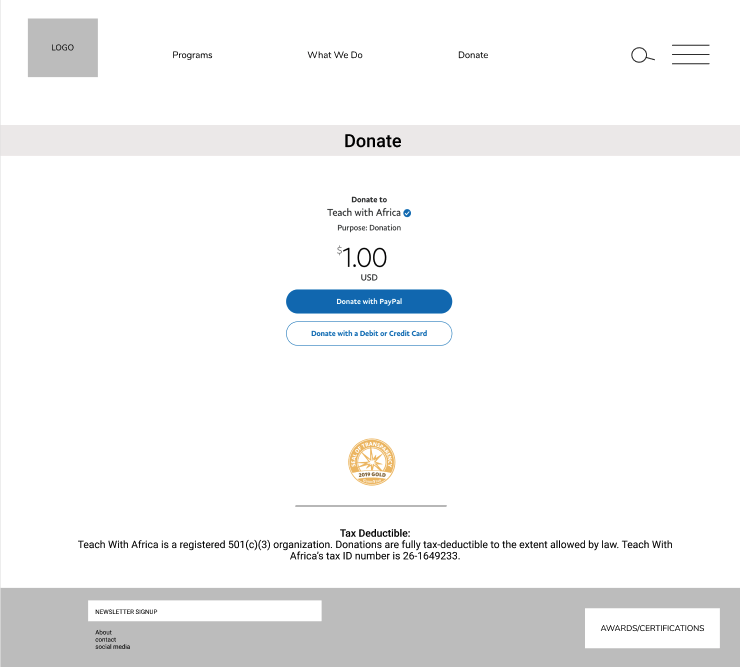 LOGO
Programs
What We Do
Donate
Donate
Donate to
Teach with Africa
Purpose: Donation
$1.00
USD
Donate with PayPal
Donate with a Debit or Credit Card
SEAL OF TRANSPARENCY
2019 GOLD
Tax Deductible:
Teach With Africa is a registered 501(c)(3) organization. Donations are fully tax-deductible to the extent allowed by law. Teach With
Africa's tax ID number is 26-1649233.
NEWSLETTER SIGNUP
About
contact
social media
AWARDS/CERTIFICATIONS